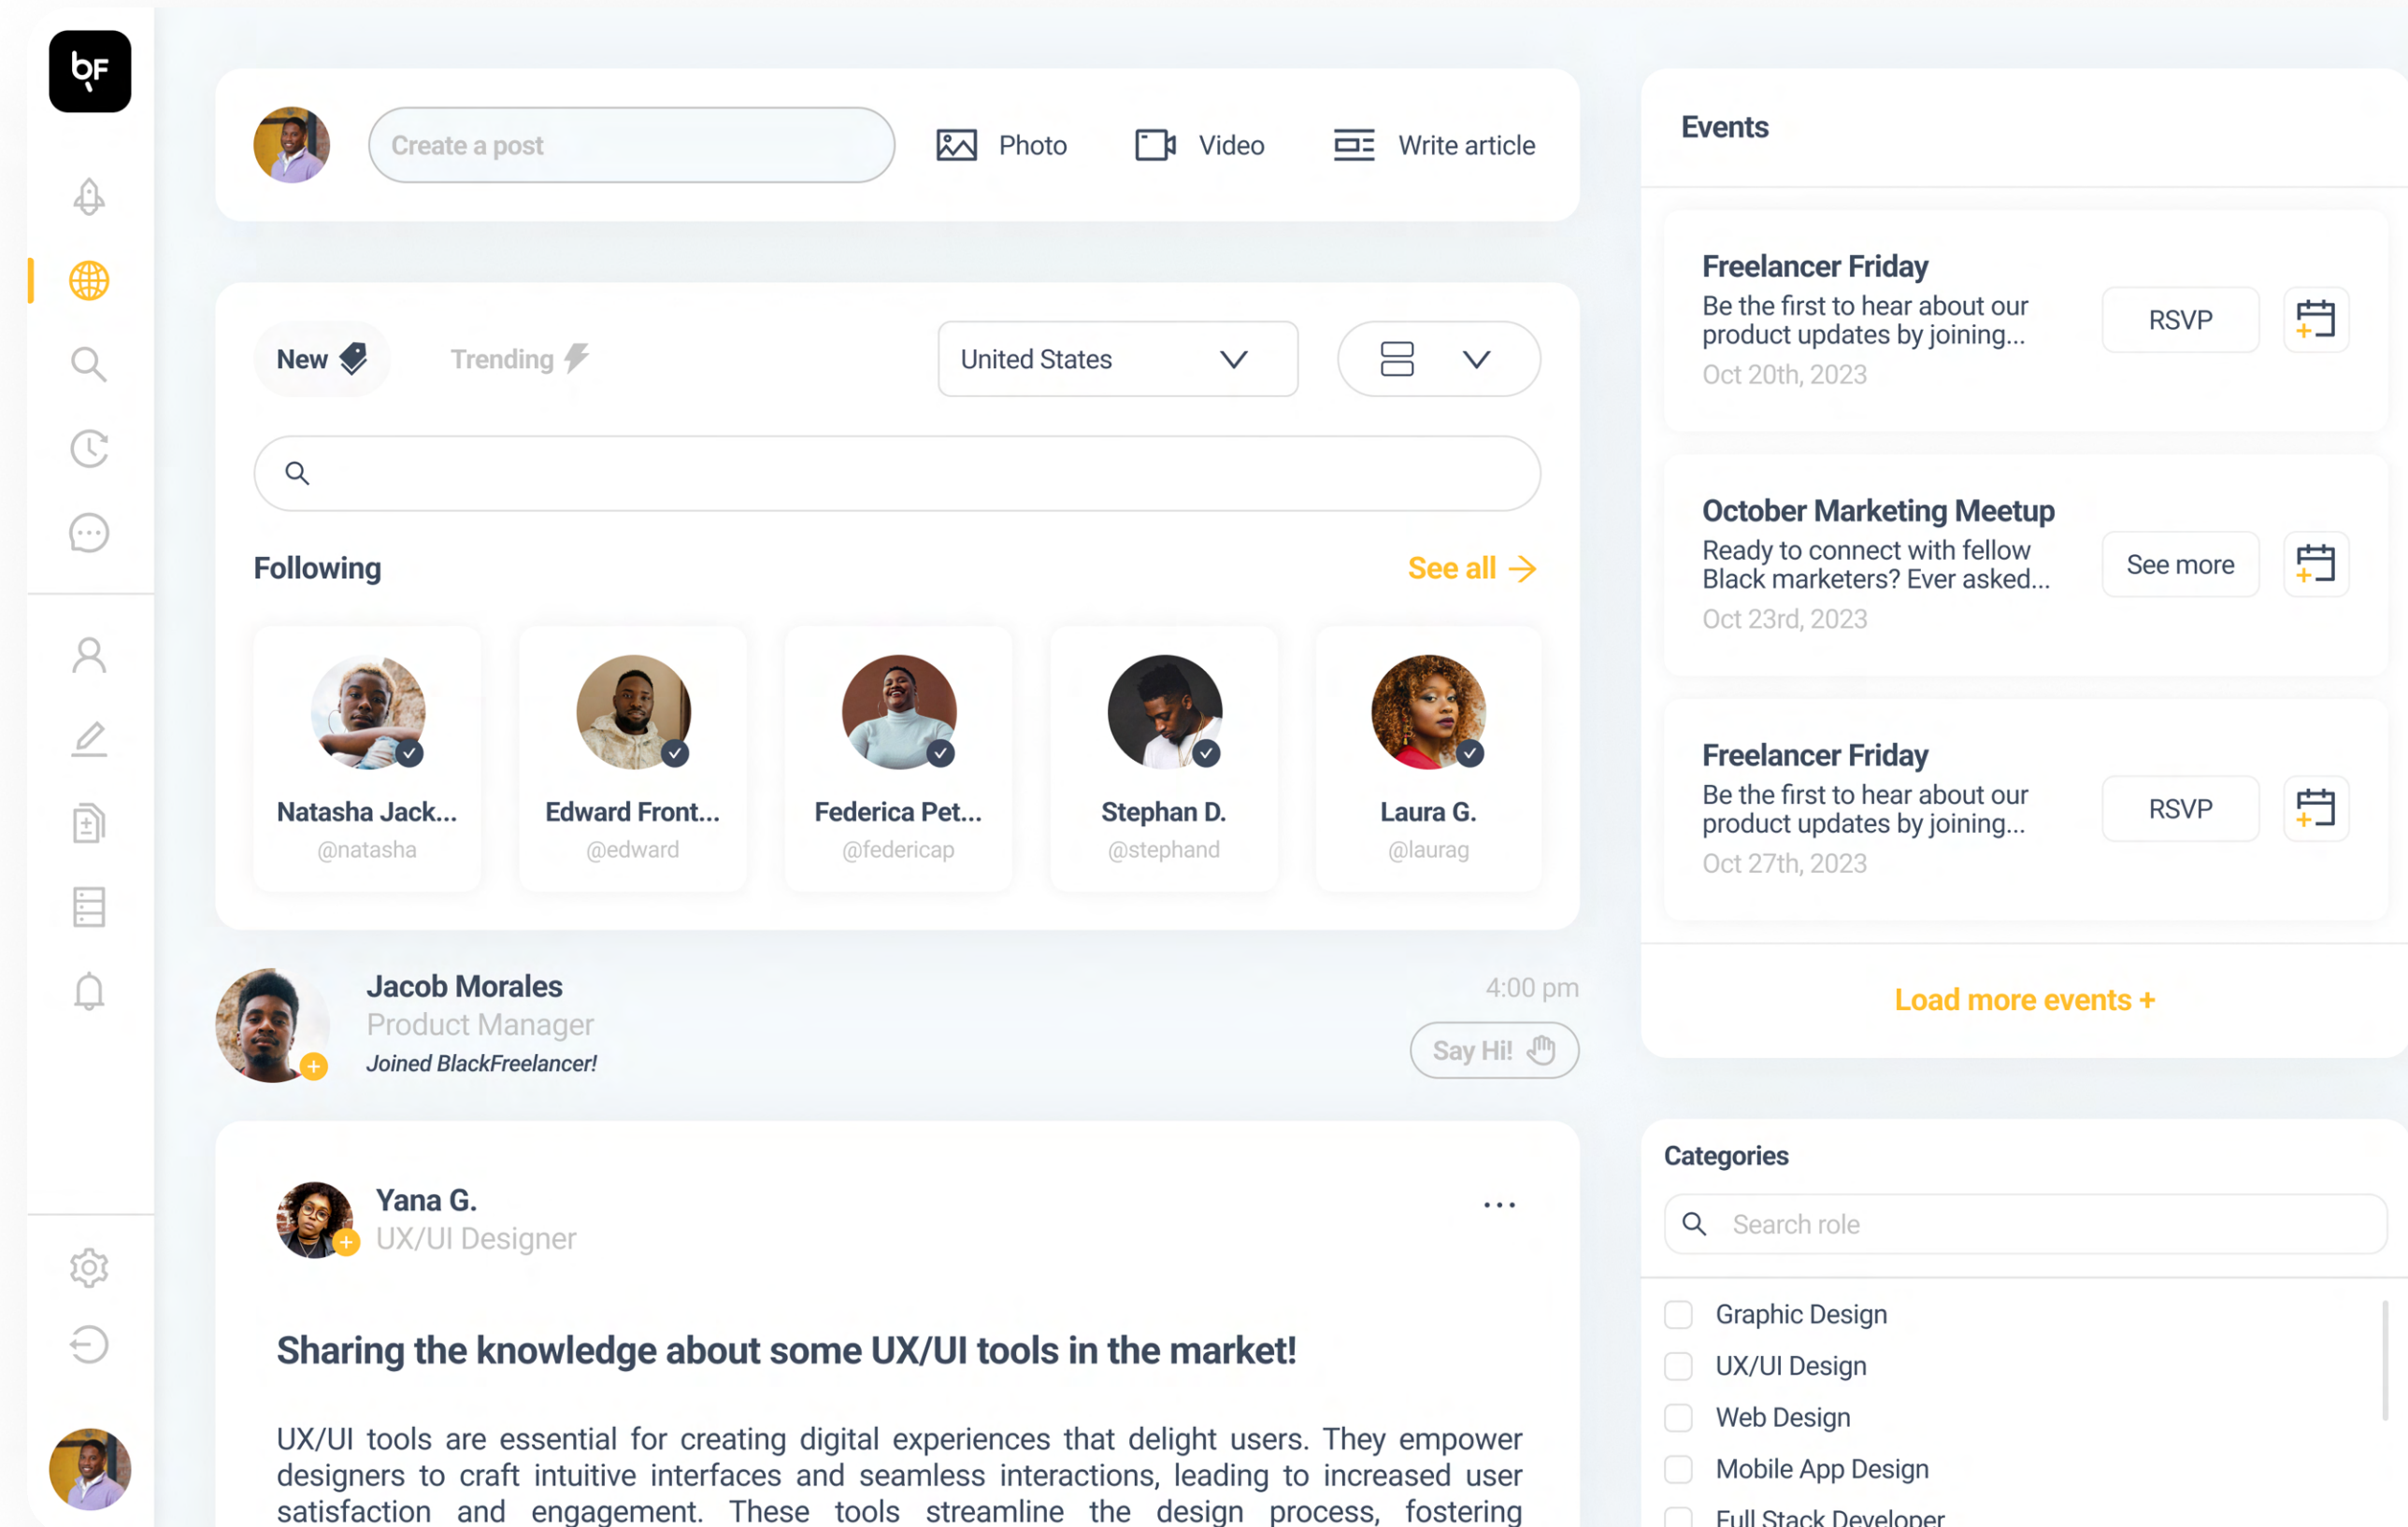 bF
Create a post
Photo
Video
Write article
New
Trending
United States
Following
See all
Natasha Jack...
@natasha
Edward Front...
@edward
Federica Pet...
@federicap
Stephan D.
@stephand
Laura G.
@laurag
Jacob Morales
Product Manager
Joined BlackFreelancer!
4:00 pm
Say Hi!
Yana G.
UX/UI Designer
Sharing the knowledge about some UX/UI tools in the market!
UX/UI tools are essential for creating digital experiences that delight users. They empower
designers to craft intuitive interfaces and seamless interactions, leading to increased user
satisfaction and engagement. These tools streamline the design process, fostering
Events
Freelancer Friday
Be the first to hear about our
product updates by joining...
Oct 20th, 2023
RSVP
October Marketing Meetup
Ready to connect with fellow
Black marketers? Ever asked...
Oct 23rd, 2023
See more
Freelancer Friday
Be the first to hear about our
product updates by joining...
Oct 27th, 2023
RSVP
Load more events +
Categories
Search role
Graphic Design
UX/UI Design
Web Design
Mobile App Design
Full Stack Developer